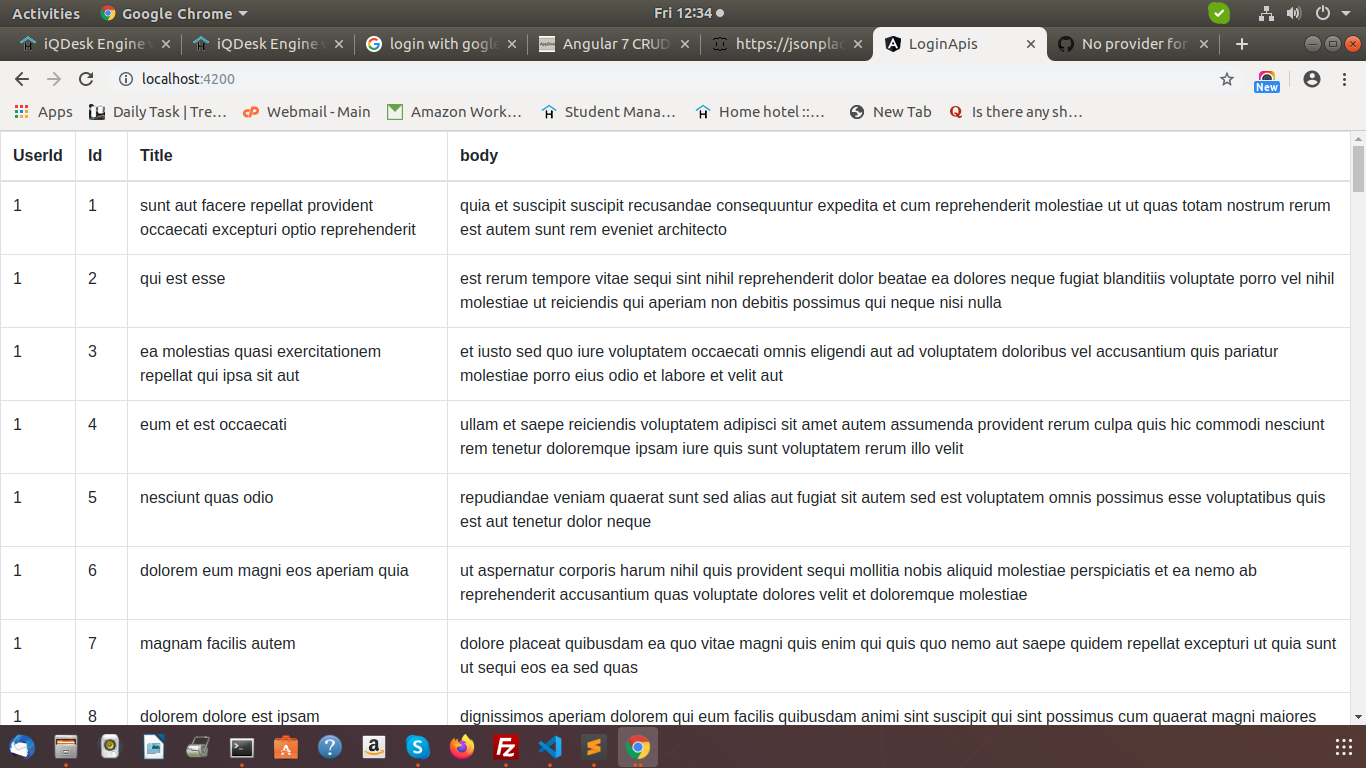 Activities Google Chrome Fri 12:34
iQDesk Engine iQDesk Engine login with gogl Angular 7 CRUD https://jsonplac LoginApis No provider for
localhost:4200
New
Apps Daily Task | Tre… Webmail - Main Amazon Work… Student Mana… Home hotel ::… New Tab Is there any sh…
UserId Id Title body
1 1 sunt aut facere repellat provident quia et suscipit suscipit recusandae consequuntur expedita et cum reprehenderit molestiae ut ut quas totam nostrum rerum
occaecati excepturi optio reprehenderit est autem sunt rem eveniet architecto
1 2 qui est esse est rerum tempore vitae sequi sint nihil reprehenderit dolor beatae ea dolores neque fugiat blanditiis voluptate porro vel nihil
molestiae ut reiciendis qui aperiam non debitis possimus qui neque nisi nulla
1 3 ea molestias quasi exercitationem et iusto sed quo iure voluptatem occaecati omnis eligendi aut ad voluptatem doloribus vel accusantium quis pariatur
repellat qui ipsa sit aut molestiae porro eius odio et labore et velit aut
1 4 eum et est occaecati ullam et saepe reiciendis voluptatem adipisci sit amet autem assumenda provident rerum culpa quis hic commodi nesciunt
rem tenetur doloremque ipsam iure quis sunt voluptatem rerum illo velit
1 5 nesciunt quas odio repudiandae veniam quaerat sunt sed alias aut fugiat sit autem sed est voluptatem omnis possimus esse voluptatibus quis
est aut tenetur dolor neque
1 6 dolorem eum magni eos aperiam quia ut aspernatur corporis harum nihil quis provident sequi mollitia nobis aliquid molestiae perspiciatis et ea nemo ab
reprehenderit accusantium quas voluptate dolores velit et doloremque molestiae
1 7 magnam facilis autem dolore placeat quibusdam ea quo vitae magni quis enim qui quis quo nemo aut saepe quidem repellat excepturi ut quia sunt
ut sequi eos ea sed quas
1 8 dolorem dolore est ipsam dignissimos aperiam dolorem qui eum facilis quibusdam animi sint suscipit qui sint possimus cum quaerat magni maiores